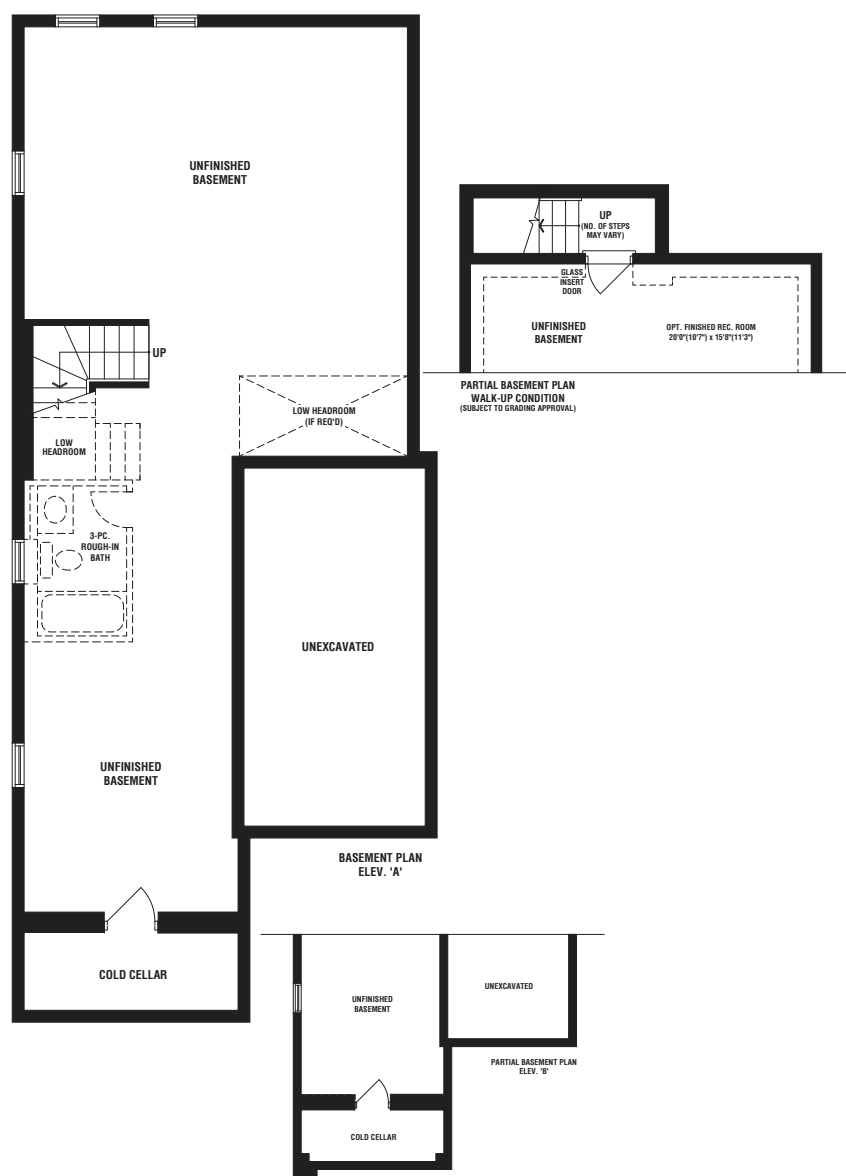 UNFINISHED
BASEMENT
UP
LOW HEADROOM
(IF REQ'D)
LOW
HEADROOM
3-PC.
ROUGH-IN
BATH
UNEXCAVATED
UNFINISHED
BASEMENT
COLD CELLAR
BASEMENT PLAN
ELEV. 'A'
UP
(NO. OF STEPS
MAY VARY)
GLASS
INSERT
DOOR
UNFINISHED
BASEMENT
OPT. FINISHED REC. ROOM
20'0"(10'7") x 15'8"(11'3")
PARTIAL BASEMENT PLAN
WALK-UP CONDITION
(SUBJECT TO GRADING APPROVAL)
UNFINISHED
BASEMENT
UNEXCAVATED
PARTIAL BASEMENT PLAN
ELEV. 'B'
COLD CELLAR